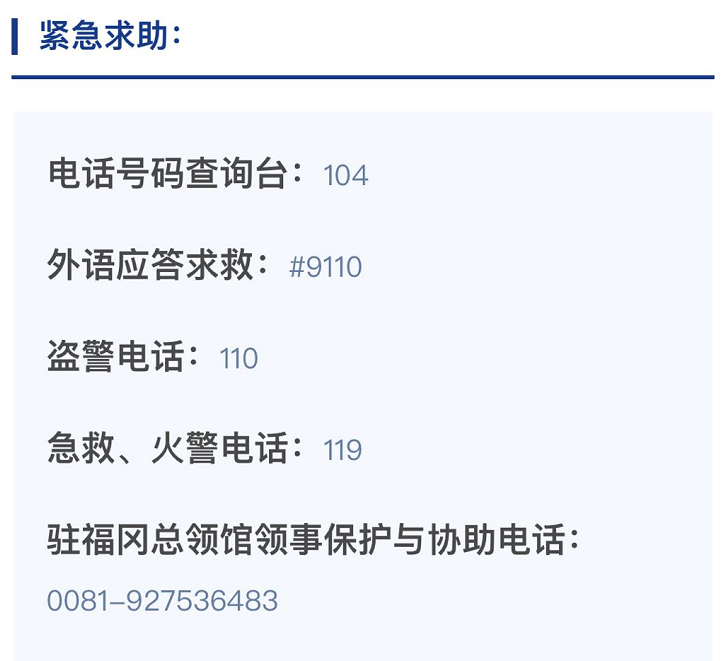 紧急求助：
电话号码查询台：104
外语应答求救：#9110
盗警电话：110
急救、火警电话：119
驻福冈总领馆领事保护与协助电话：
0081-927536483